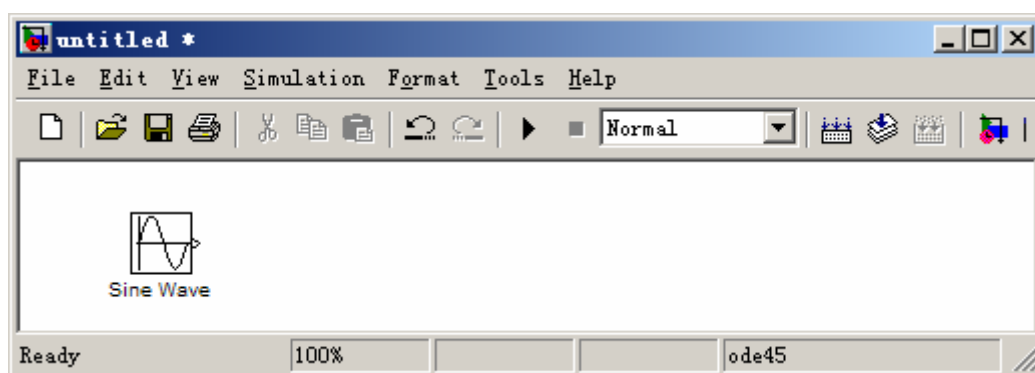 untitled *
File Edit View Simulation Format Tools Help
Normal
Sine Wave
Ready 100% ode45